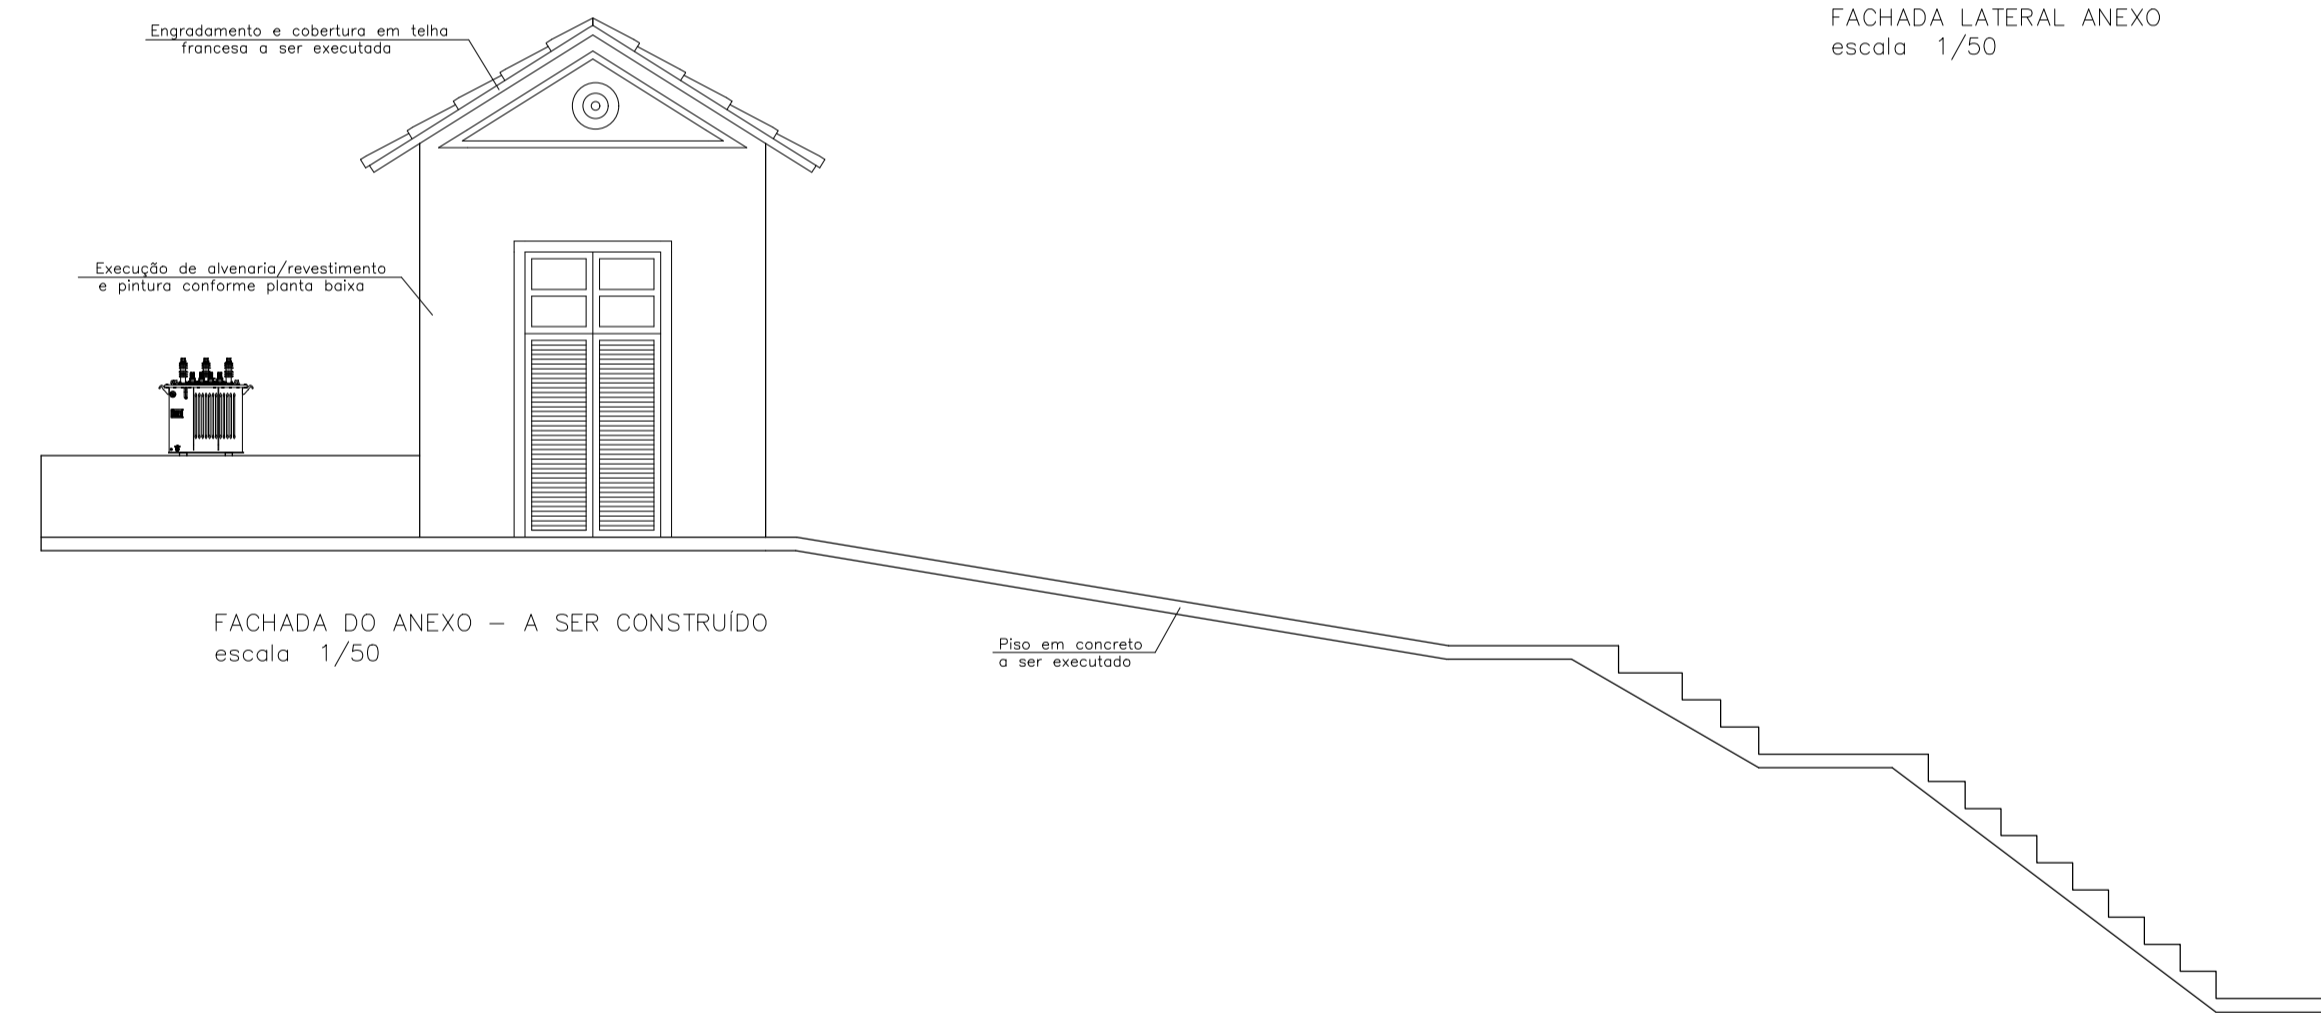 FACHADA LATERAL ANEXO
escala 1/50
Engradamento e cobertura em telha
francesa a ser executada
Execução de alvenaria/revestimento
e pintura conforme planta baixa
FACHADA DO ANEXO – A SER CONSTRUÍDO
escala 1/50
Piso em concreto
a ser executado